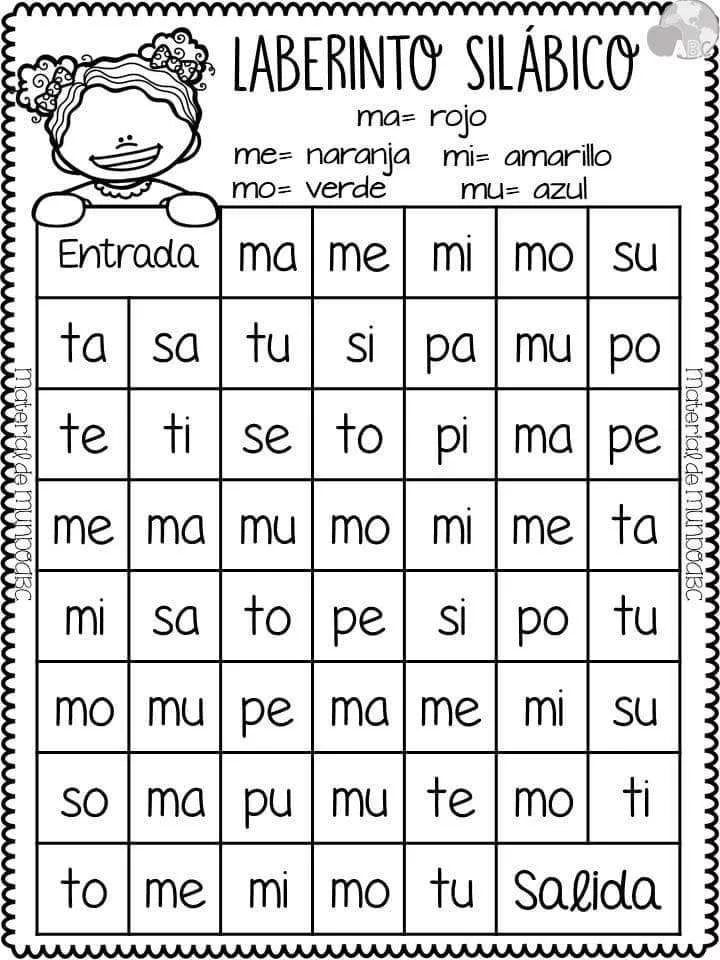 LABERINTO SILÁBICO
ABC
ma= rojo
me= naranja mi= amarillo
mo= verde mu= azul
Entrada ma me mi mo su
ta sa tu si pa mu po
te ti se to pi ma pe
me ma mu mo mi me ta
mi sa to pe si po tu
mo mu pe ma me mi su
so ma pu mu te mo ti
to me mi mo tu Salida
Material de MUNDOABC
Material de MUNDOABC